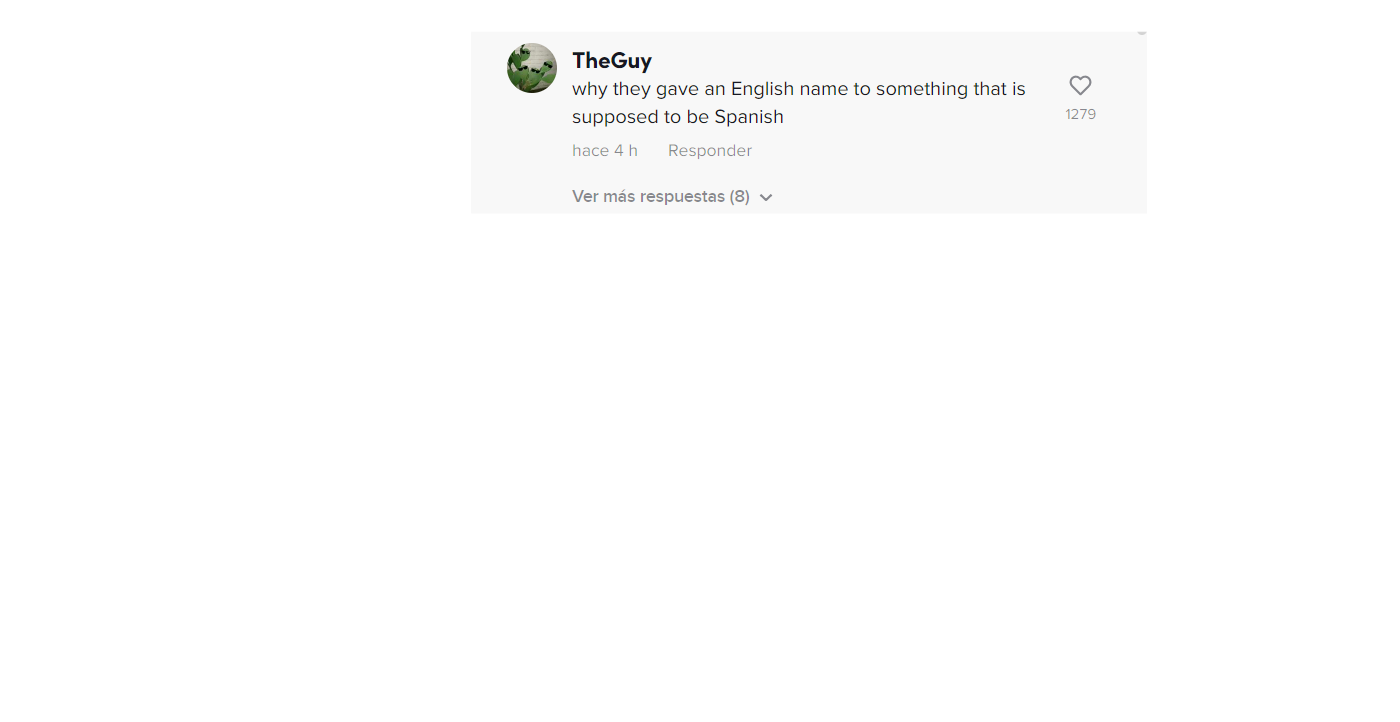 TheGuy
why they gave an English name to something that is
supposed to be Spanish
1279
hace 4 h Responder
Ver más respuestas (8)